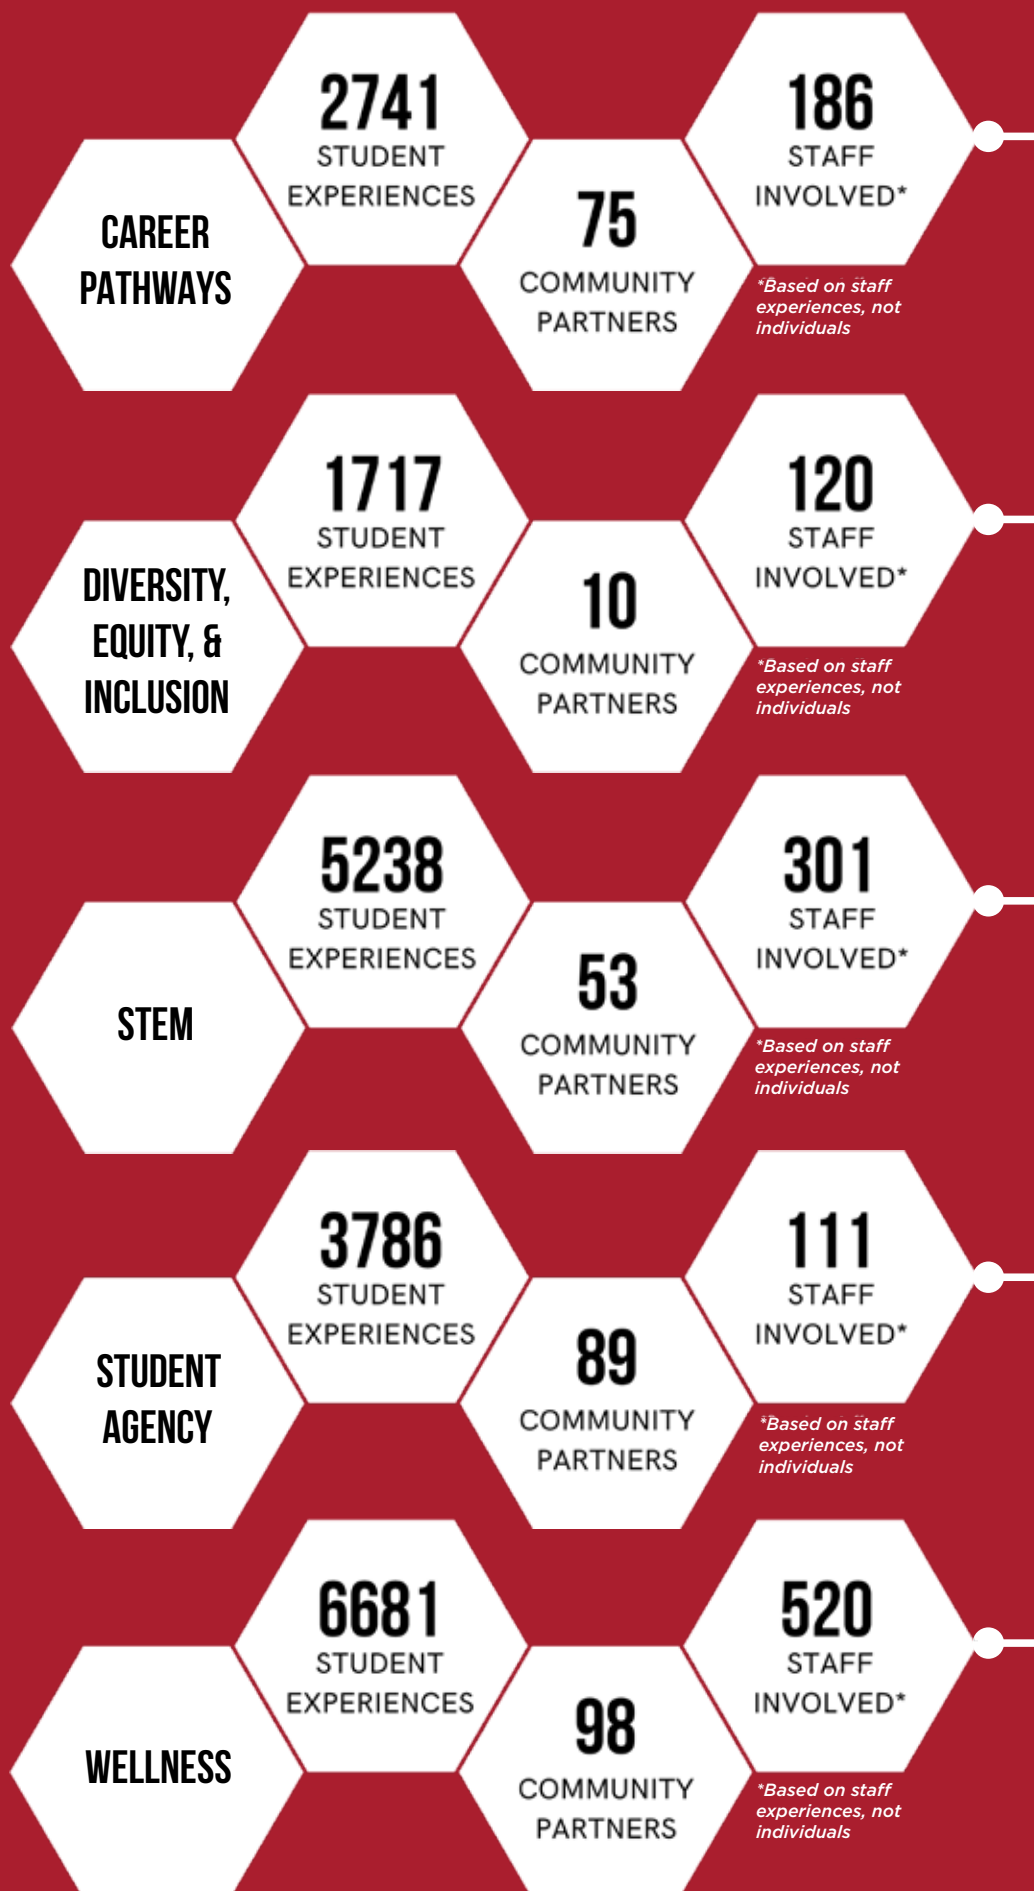 CAREER
PATHWAYS
2741
STUDENT
EXPERIENCES
75
COMMUNITY
PARTNERS
186
STAFF
INVOLVED*
*Based on staff
experiences, not
individuals
DIVERSITY,
EQUITY, &
INCLUSION
1717
STUDENT
EXPERIENCES
10
COMMUNITY
PARTNERS
120
STAFF
INVOLVED*
*Based on staff
experiences, not
individuals
STEM
5238
STUDENT
EXPERIENCES
53
COMMUNITY
PARTNERS
301
STAFF
INVOLVED*
*Based on staff
experiences, not
individuals
STUDENT
AGENCY
3786
STUDENT
EXPERIENCES
89
COMMUNITY
PARTNERS
111
STAFF
INVOLVED*
*Based on staff
experiences, not
individuals
WELLNESS
6681
STUDENT
EXPERIENCES
98
COMMUNITY
PARTNERS
520
STAFF
INVOLVED*
*Based on staff
experiences, not
individuals